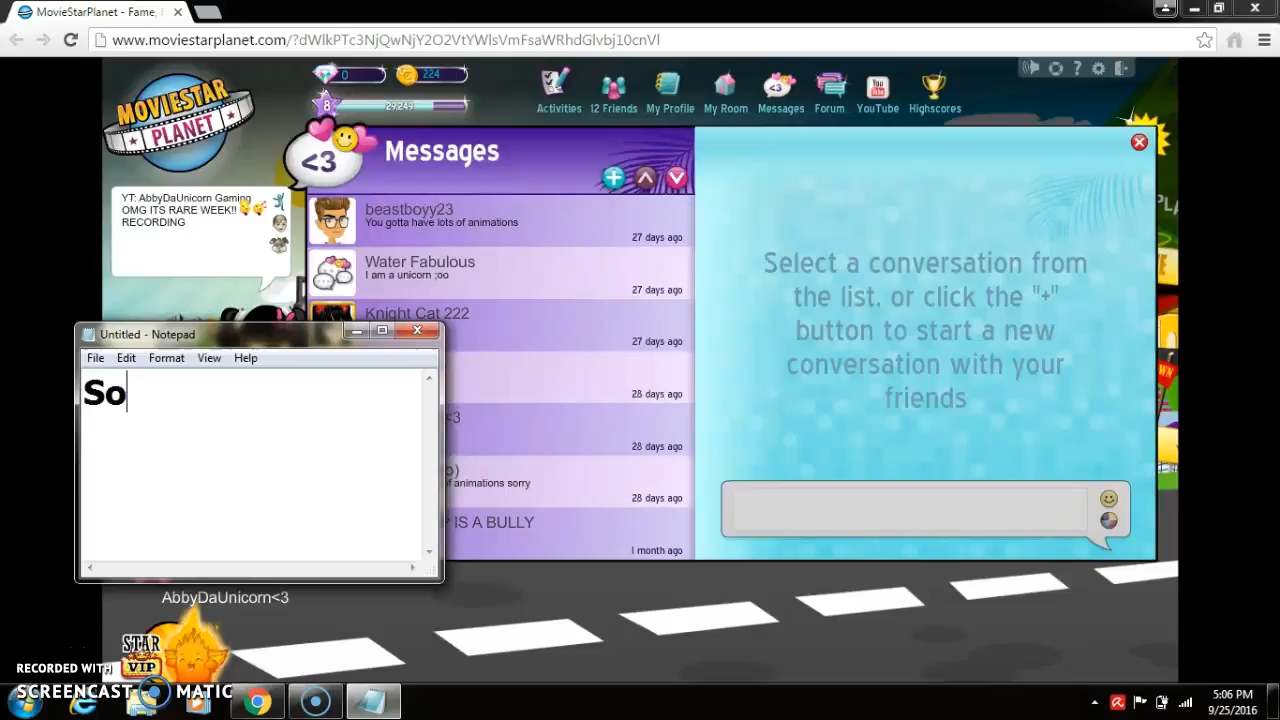 MovieStarPlanet - Fame, F
www.moviestarplanet.com/?dWlkPTc3NjQwNjY2O2VtYWlsVmFsaWRhdGlvbj10cnVl
MOVIESTAR
PLANET
0
224
8
29,249
Activities
12 Friends
My Profile
My Room
<3
Messages
Forum
You
Tube
YouTube
Highscores
YT: AbbyDaUnicorn Gaming
OMG ITS RARE WEEK!!
RECORDING
<3
Messages
beastboyy23
You gotta have lots of animations
27 days ago
Water Fabulous
I am a unicorn ;oo
27 days ago
Knight Cat 222
27 days ago
28 days ago
<3
28 days ago
o)
of animations sorry
28 days ago
IS A BULLY
1 month ago
Select a conversation from
the list. or click the "+"
button to start a new
conversation with your
friends
Untitled - Notepad
File Edit Format View Help
So
AbbyDaUnicorn<3
STAR
VIP
RECORDED WITH
SCREENCAST MATIC
5:06 PM
9/25/2016